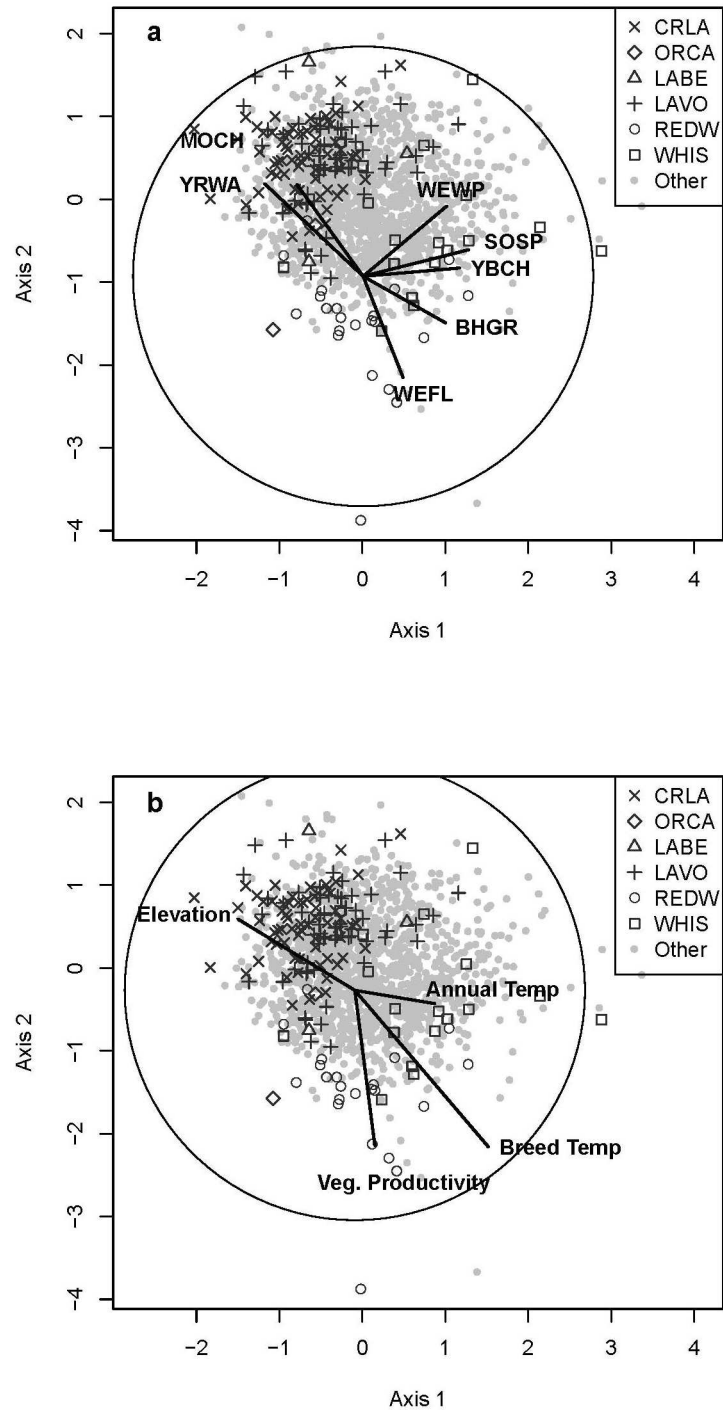 a
CRLA
ORCA
LABE
LAVO
REDW
WHIS
Other
MOCH
YRWA
WEWP
SOSP
YBCH
BHGR
WEFL
2
1
0
−1
−2
−3
−4
Axis 2
−2 −1 0 1 2 3 4
Axis 1
b
CRLA
ORCA
LABE
LAVO
REDW
WHIS
Other
Elevation
Annual Temp
Breed Temp
Veg. Productivity
2
1
0
−1
−2
−3
−4
Axis 2
−2 −1 0 1 2 3 4
Axis 1